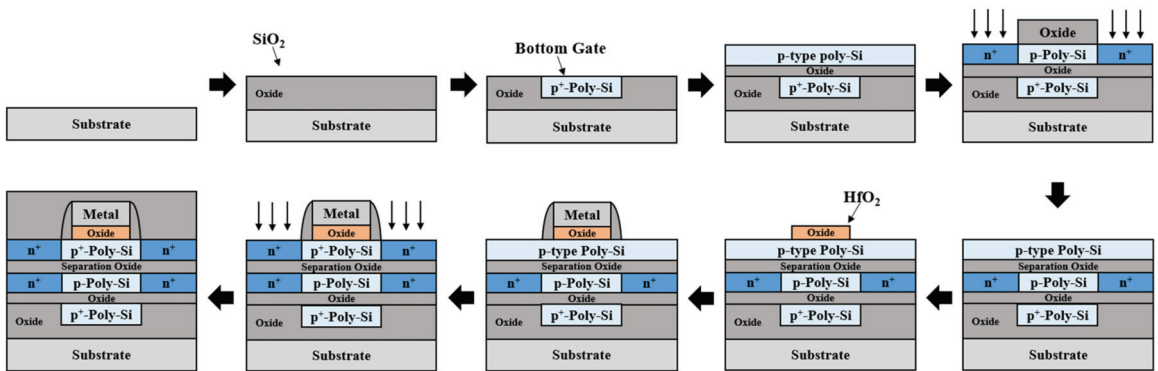 Substrate
SiO₂
Oxide
Substrate
Bottom Gate
Oxide
p⁺-Poly-Si
Substrate
p-type poly-Si
Oxide
Oxide
p⁺-Poly-Si
Substrate
Oxide
n⁺
p-Poly-Si
n⁺
Oxide
Oxide
p⁺-Poly-Si
Substrate
Metal
Oxide
n⁺
p⁺-Poly-Si
n⁺
Separation Oxide
n⁺
p-Poly-Si
n⁺
Oxide
Oxide
p⁺-Poly-Si
Substrate
Metal
Oxide
n⁺
p⁺-Poly-Si
n⁺
Separation Oxide
n⁺
p-Poly-Si
n⁺
Oxide
Oxide
p⁺-Poly-Si
Substrate
Metal
Oxide
p-type Poly-Si
Separation Oxide
n⁺
p-Poly-Si
n⁺
Oxide
Oxide
p⁺-Poly-Si
Substrate
HfO₂
Oxide
p-type Poly-Si
Separation Oxide
n⁺
p-Poly-Si
n⁺
Oxide
Oxide
p⁺-Poly-Si
Substrate
p-type Poly-Si
Separation Oxide
n⁺
p-Poly-Si
n⁺
Oxide
Oxide
p⁺-Poly-Si
Substrate